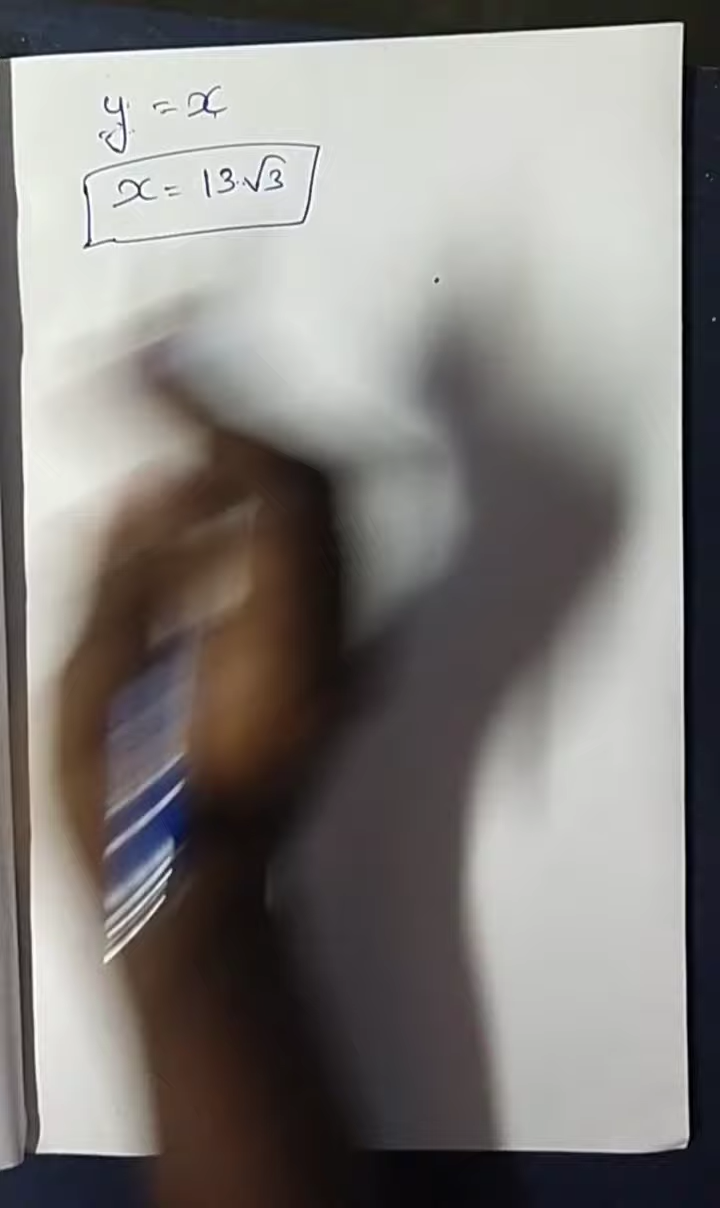 y = x
x = 13.√3